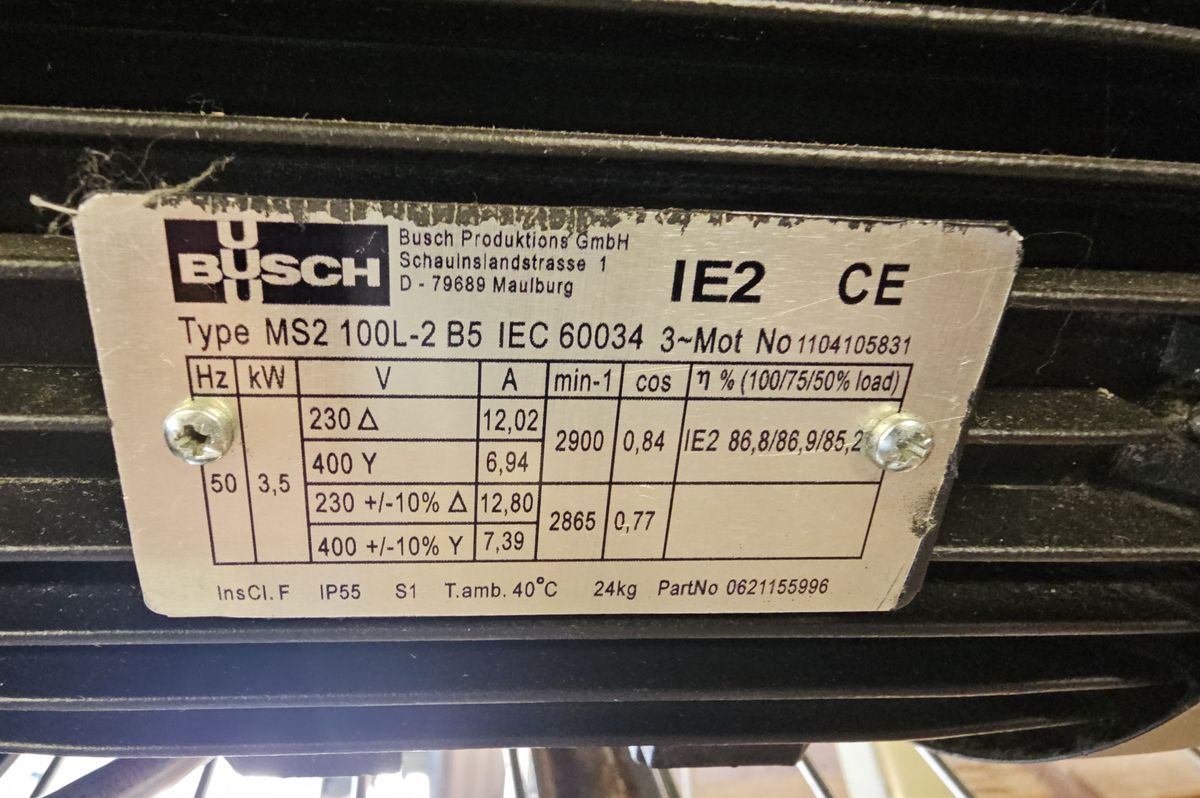 BUSCH
Busch Produktions GmbH
Schauinslandstrasse 1
D - 79689 Maulburg
IE2 CE
Type MS2 100L-2 B5 IEC 60034 3~Mot No 1104105831
Hz kW V A min-1 cos η % (100/75/50% load)
50 3,5
230 Δ 12,02
400 Y 6,94
2900 0,84 IE2 86,8/86,9/85,2
230 +/-10% Δ 12,80
400 +/-10% Y 7,39
2865 0,77
InsCl. F IP55 S1 T.amb. 40°C 24kg PartNo 0621155996